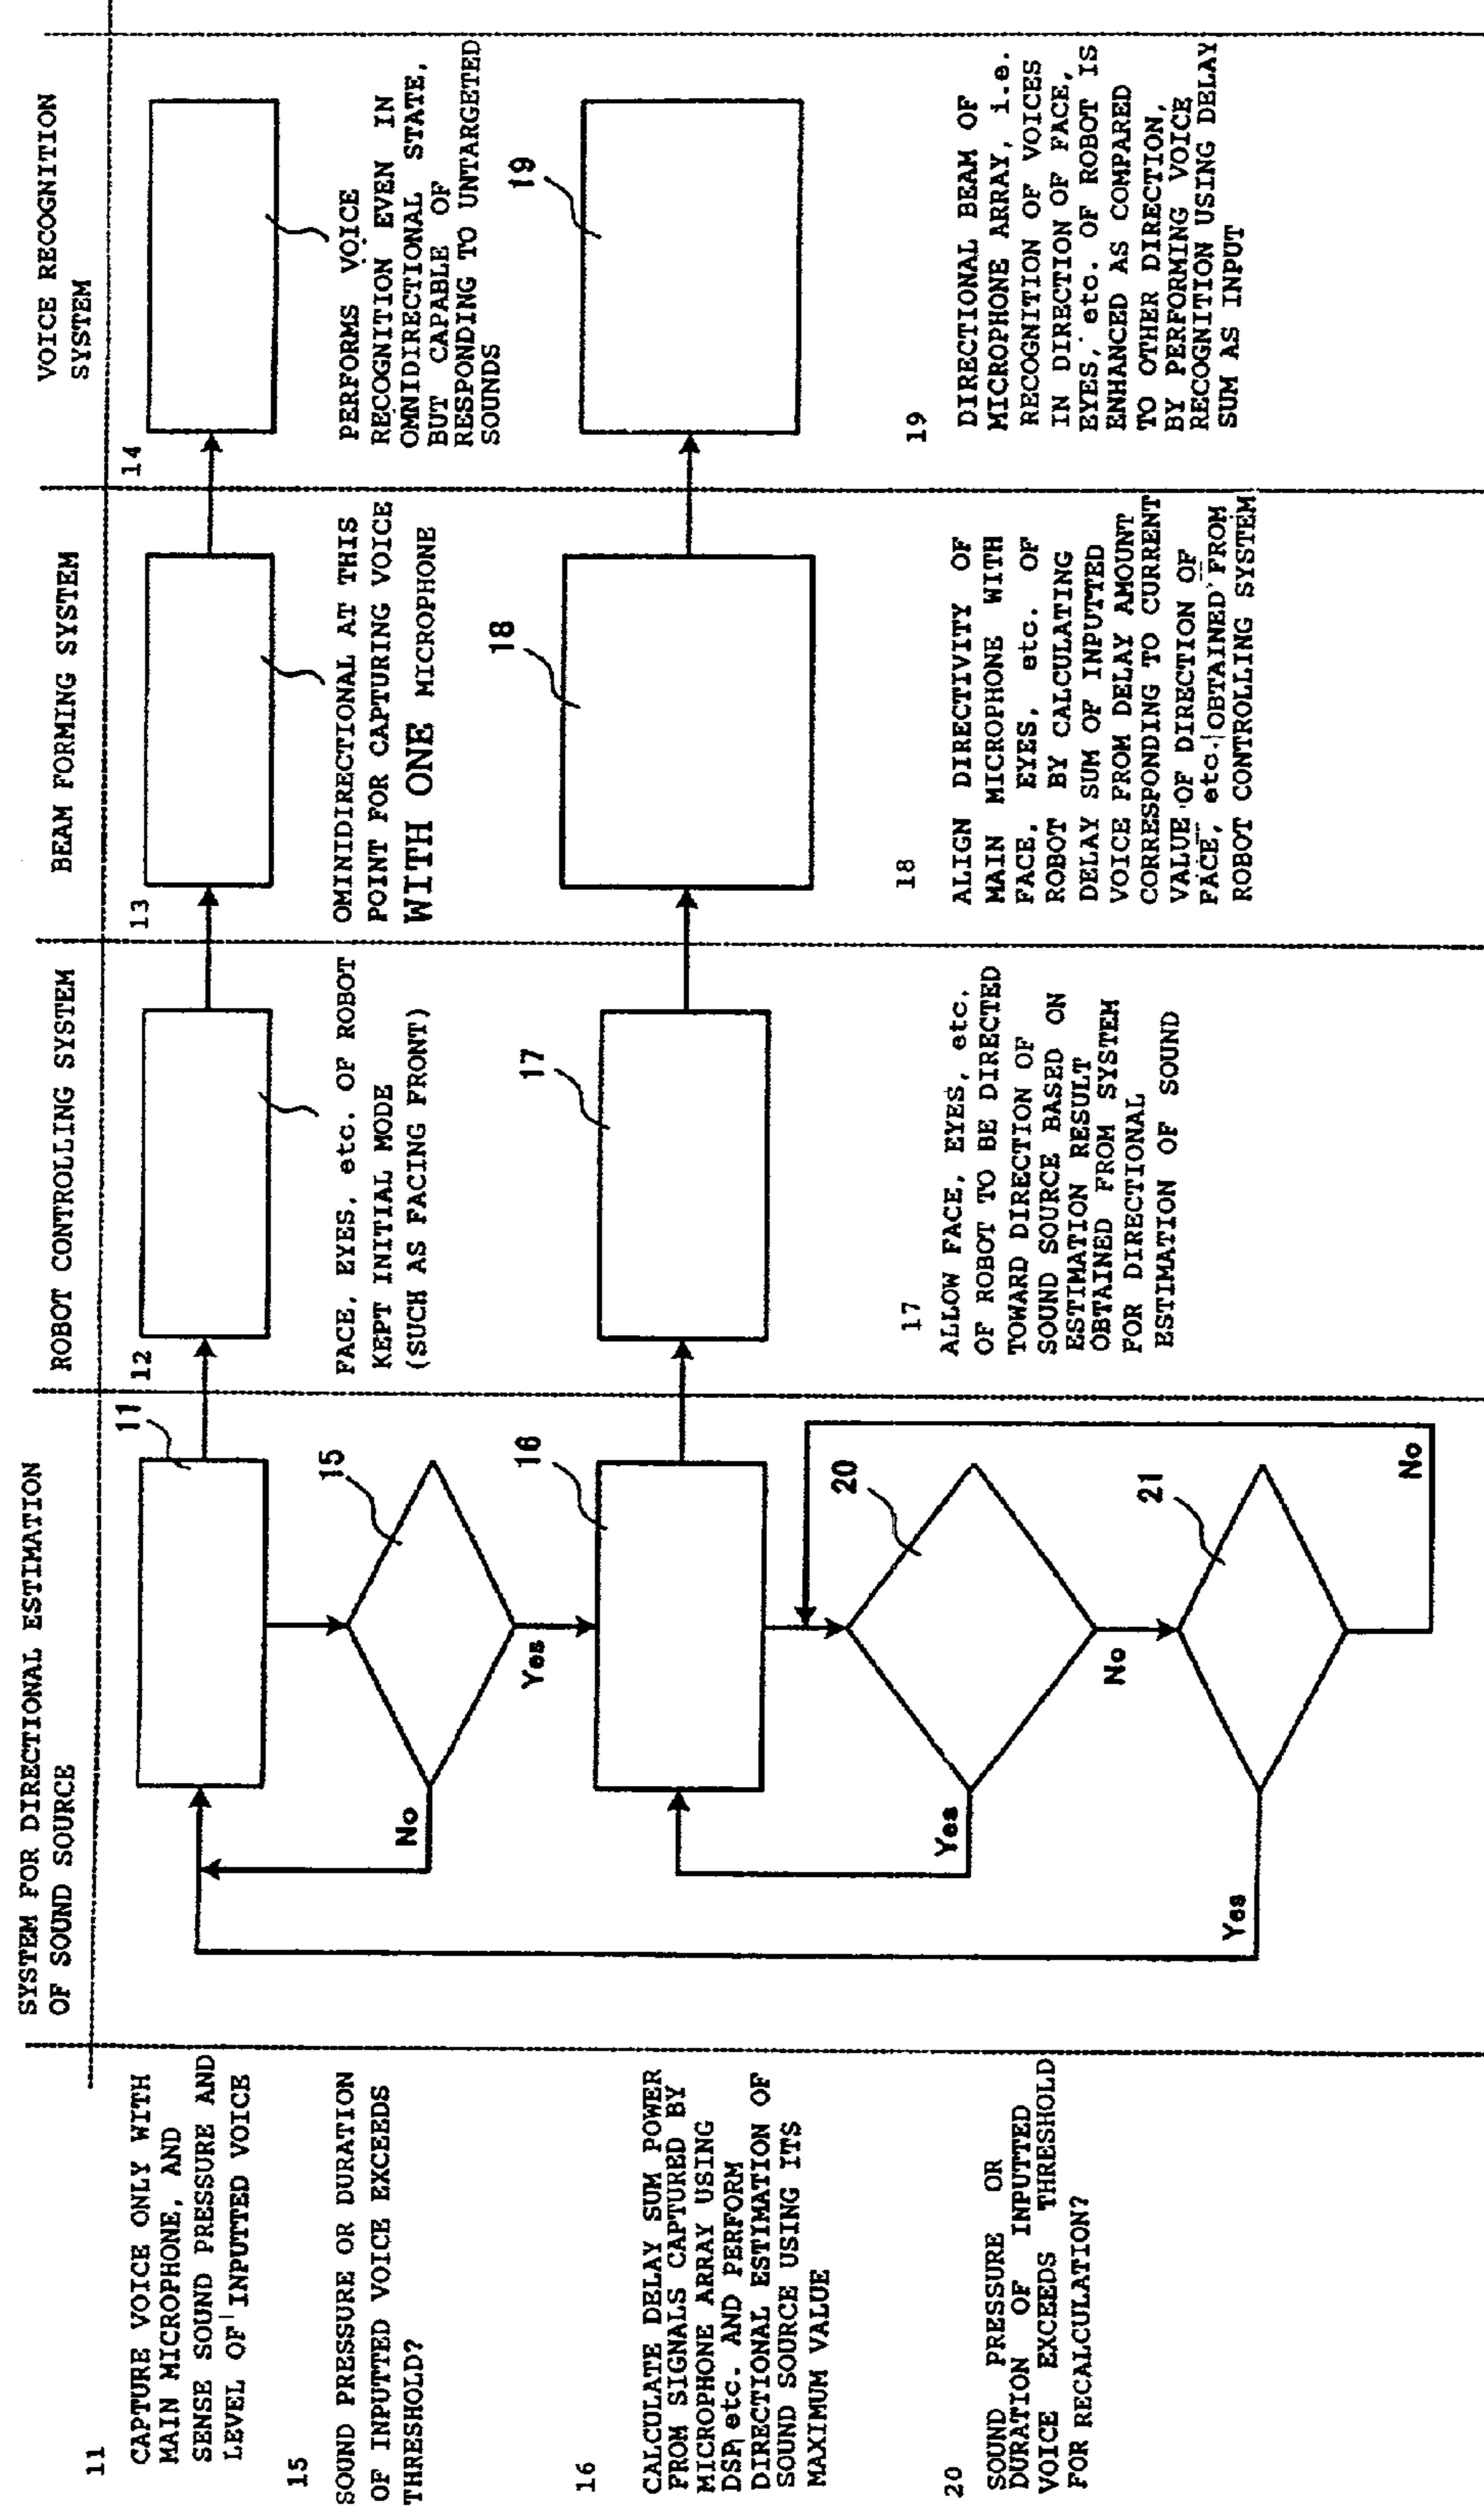 SYSTEM FOR DIRECTIONAL ESTIMATION
OF SOUND SOURCE
ROBOT CONTROLLING SYSTEM
BEAM FORMING SYSTEM
VOICE RECOGNITION
SYSTEM
11
CAPTURE VOICE ONLY WITH
MAIN MICROPHONE, AND
SENSE SOUND PRESSURE AND
LEVEL OF INPUTTED VOICE
15
SOUND PRESSURE OR DURATION
OF INPUTTED VOICE EXCEEDS
THRESHOLD?
16
CALCULATE DELAY SUM POWER
FROM SIGNALS CAPTURED BY
MICROPHONE ARRAY USING
DSP etc. AND PERFORM
DIRECTIONAL ESTIMATION OF
SOUND SOURCE USING ITS
MAXIMUM VALUE
20
SOUND PRESSURE OR
DURATION OF INPUTTED
VOICE EXCEEDS THRESHOLD
FOR RECALCULATION?
11
15
No
Yes
16
20
Yes
No
21
Yes
No
12
FACE, EYES, etc. OF ROBOT
KEPT INITIAL MODE
(SUCH AS FACING FRONT)
17
17
ALLOW FACE, EYES, etc.
OF ROBOT TO BE DIRECTED
TOWARD DIRECTION OF
SOUND SOURCE BASED ON
ESTIMATION RESULT
OBTAINED FROM SYSTEM
FOR DIRECTIONAL
ESTIMATION OF SOUND
13
OMINIDIRECTIONAL AT THIS
POINT FOR CAPTURING VOICE
WITH ONE MICROPHONE
18
18
ALIGN DIRECTIVITY OF
MAIN MICROPHONE WITH
FACE, EYES, etc. OF
ROBOT BY CALCULATING
DELAY SUM OF INPUTTED
VOICE FROM DELAY AMOUNT
CORRESPONDING TO CURRENT
VALUE OF DIRECTION OF
FACE, etc. OBTAINED FROM
ROBOT CONTROLLING SYSTEM
14
PERFORMS VOICE
RECOGNITION EVEN IN
OMNIDIRECTIONAL STATE,
BUT CAPABLE OF
RESPONDING TO UNTARGETED
SOUNDS
19
19
DIRECTIONAL BEAM OF
MICROPHONE ARRAY, i.e.
RECOGNITION OF VOICES
IN DIRECTION OF FACE,
EYES, etc. OF ROBOT IS
ENHANCED AS COMPARED
TO OTHER DIRECTION,
BY PERFORMING VOICE
RECOGNITION USING DELAY
SUM AS INPUT